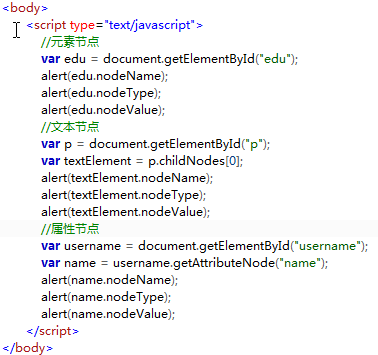 <body>
<script type="text/javascript">
//元素节点
var edu = document.getElementById("edu");
alert(edu.nodeName);
alert(edu.nodeType);
alert(edu.nodeValue);
//文本节点
var p = document.getElementById("p");
var textElement = p.childNodes[0];
alert(textElement.nodeName);
alert(textElement.nodeType);
alert(textElement.nodeValue);
//属性节点
var username = document.getElementById("username");
var name = username.getAttributeNode("name");
alert(name.nodeName);
alert(name.nodeType);
alert(name.nodeValue);
</script>
</body>